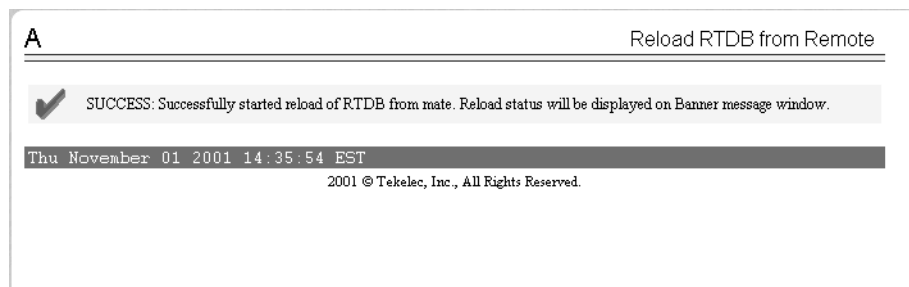 A
Reload RTDB from Remote
SUCCESS: Successfully started reload of RTDB from mate. Reload status will be displayed on Banner message window.
Thu November 01 2001 14:35:54 EST
2001 © Tekelec, Inc., All Rights Reserved.